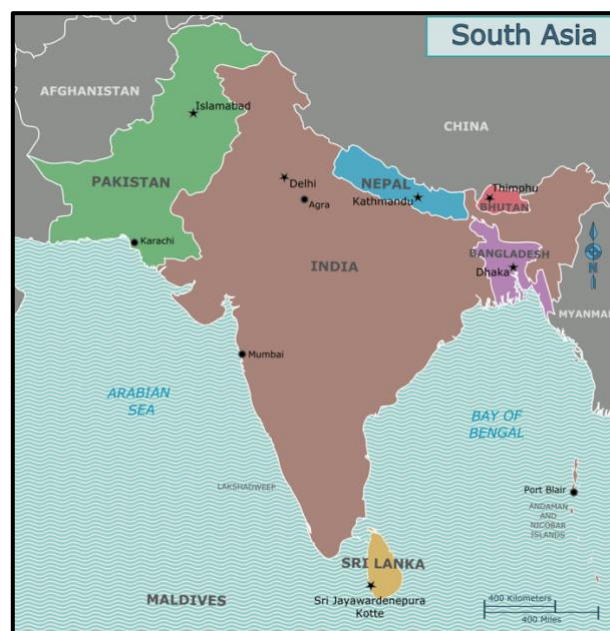 South Asia
AFGHANISTAN
Islamabad
CHINA
PAKISTAN
Delhi
NEPAL
Thimphu
Agra
Kathmandu
BHUTAN
Karachi
BANGLADESH
INDIA
Dhaka
N
MYANMAR
Mumbai
ARABIAN
SEA
BAY OF
BENGAL
LAKSHADWEEP
Port Blair
ANDAMAN
AND
NICOBAR
ISLANDS
SRI LANKA
MALDIVES
Sri Jayawardenepura
Kotte
400 Kilometers
400 Miles